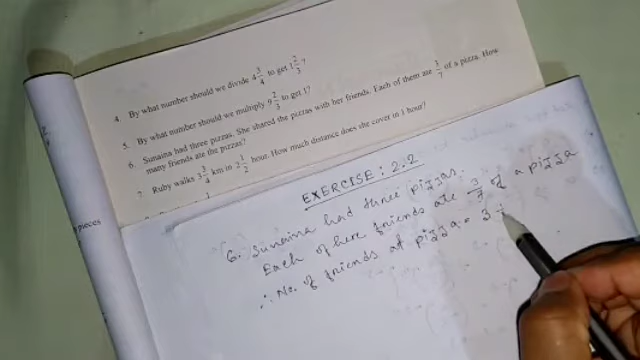 4. By what number should we divide 4 3/4 to get 1 2/3?
5. By what number should we multiply 9 2/3 to get 1?
6. Sunaina had three pizzas. She shared the pizzas with her friends. Each of them ate 3/7 of a pizza. How
many friends ate the pizzas?
7. Ruby walks 3 3/4 km in 2 1/2 hour. How much distance does she cover in 1 hour?
pieces
EXERCISE: 2.2
6. Sunaina had three pizzas.
Each of here friends ate 3/7 of a pizza
∴ No. of friends at pizza = 3 ÷